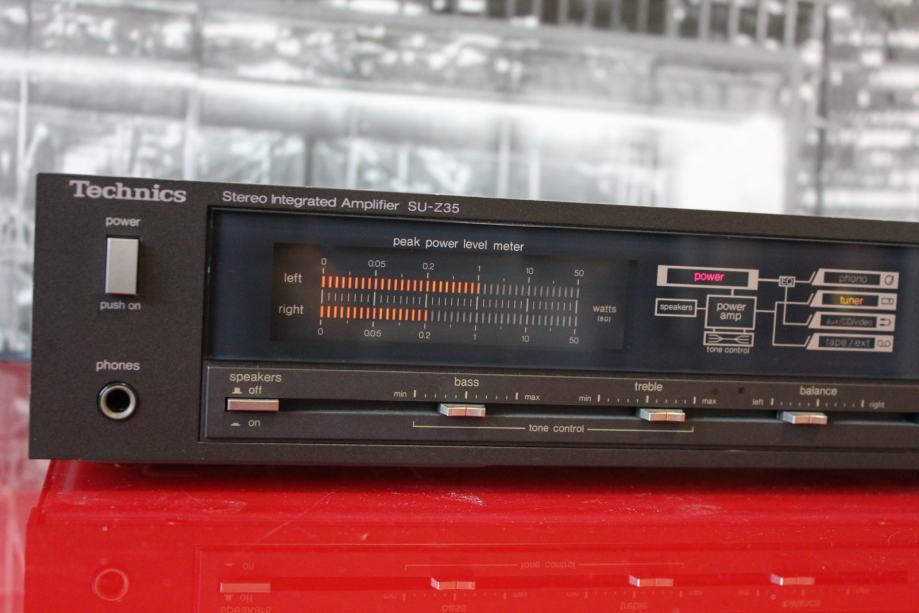 Technics
Stereo Integrated Amplifier SU-Z35
power
push on
phones
peak power level meter
0 0.05 0.2 1 10 50
left
right
watts
(8Ω)
0 0.05 0.2 1 10 50
power
EQ
phono
tuner
aux/CD/video
tape/ext
speakers
power
amp
tone control
speakers
off
on
bass
min max
treble
min max
tone control
balance
left right